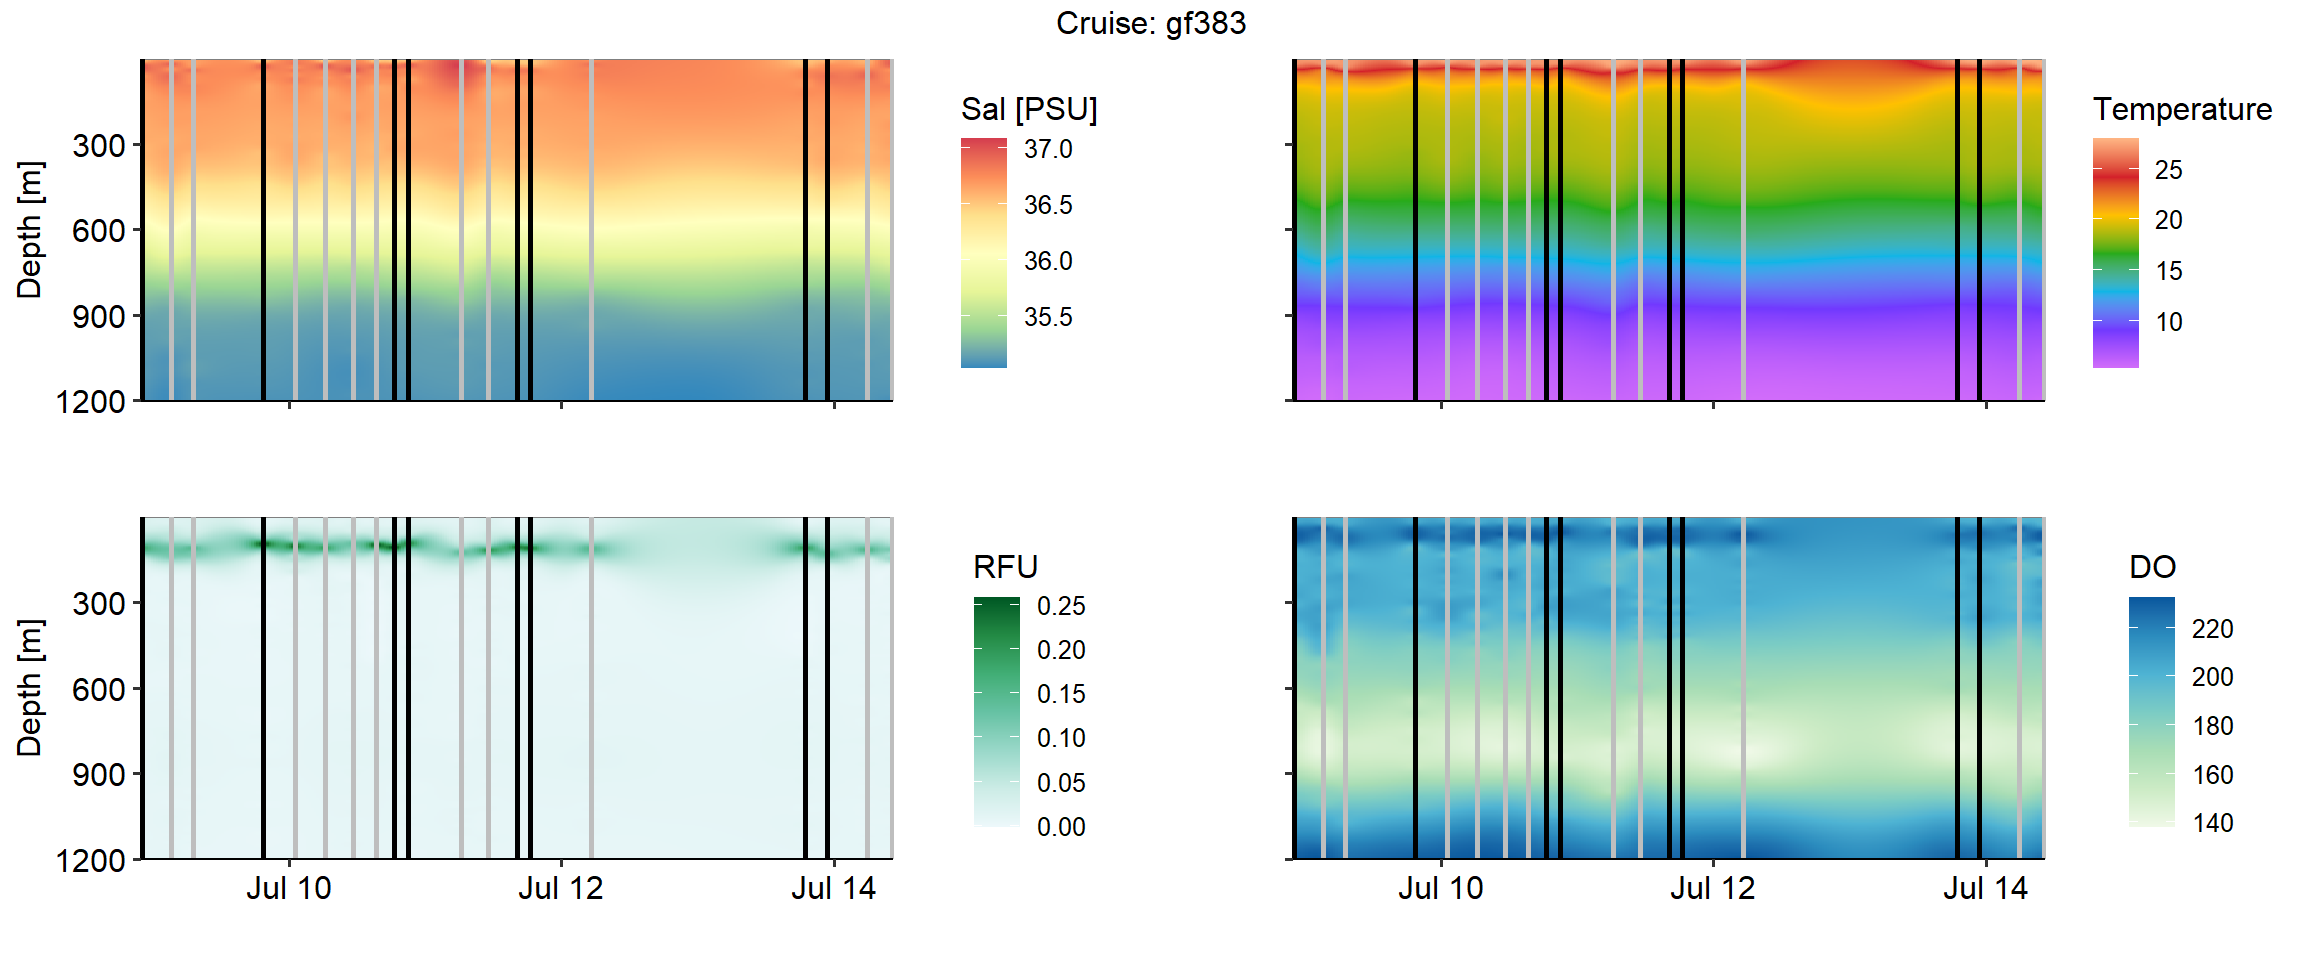 Cruise: gf383
Sal [PSU]
37.0
36.5
36.0
35.5
Depth [m]
300
600
900
1200
Temperature
25
20
15
10
RFU
0.25
0.20
0.15
0.10
0.05
0.00
Depth [m]
300
600
900
1200
Jul 10
Jul 12
Jul 14
DO
220
200
180
160
140
Jul 10
Jul 12
Jul 14